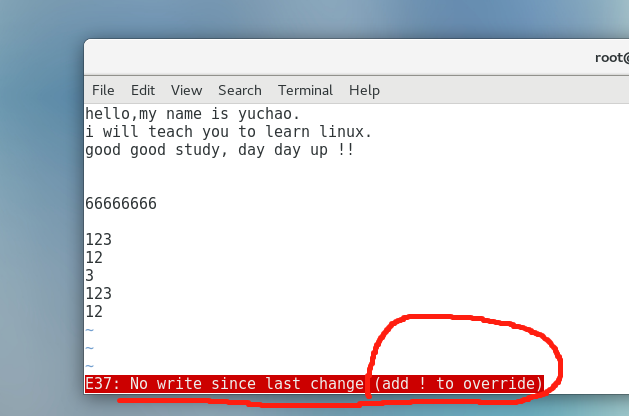 root@
File Edit View Search Terminal Help
hello,my name is yuchao.
i will teach you to learn linux.
good good study, day day up !!
66666666
123
12
3
123
12
~
~
~
E37: No write since last change (add ! to override)